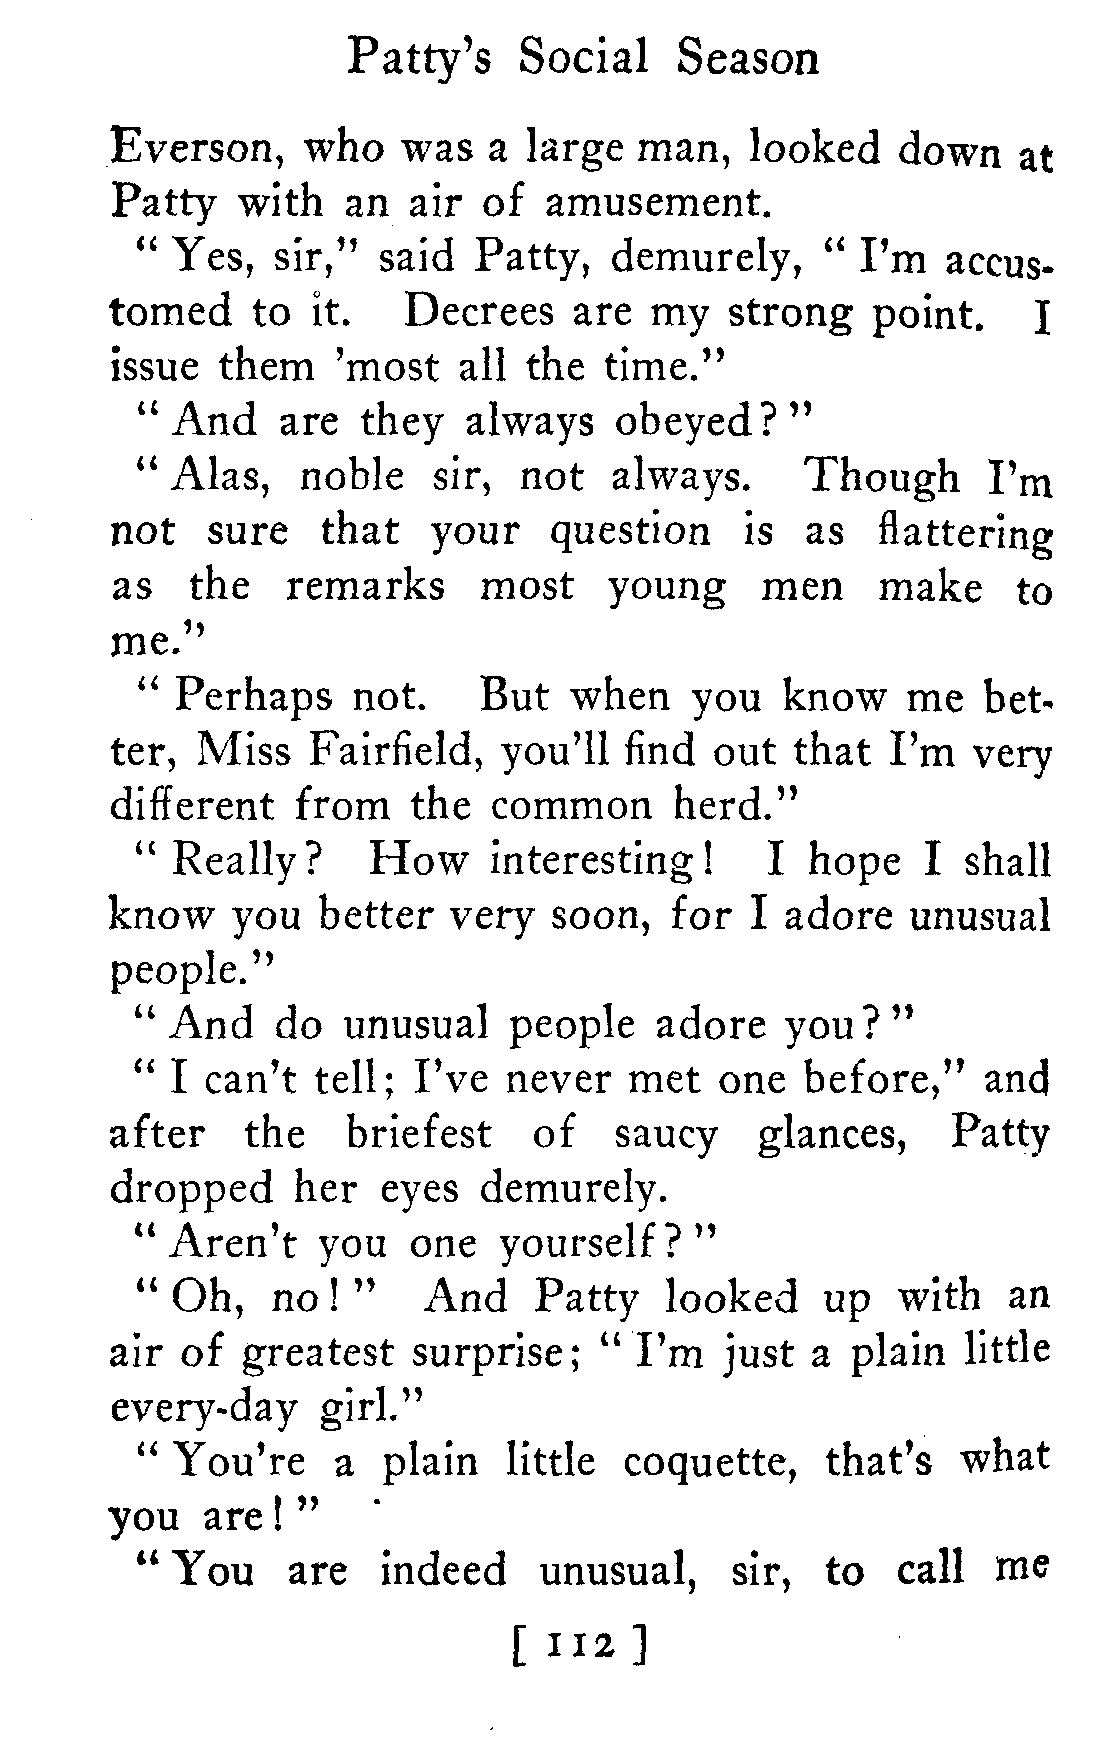 Patty's Social Season
Everson, who was a large man, looked down at
Patty with an air of amusement.
" Yes, sir," said Patty, demurely, " I'm accus-
tomed to it. Decrees are my strong point. I
issue them 'most all the time."
" And are they always obeyed? "
" Alas, noble sir, not always. Though I'm
not sure that your question is as flattering
as the remarks most young men make to
me."
" Perhaps not. But when you know me bet-
ter, Miss Fairfield, you'll find out that I'm very
different from the common herd."
" Really? How interesting! I hope I shall
know you better very soon, for I adore unusual
people."
" And do unusual people adore you? "
" I can't tell; I've never met one before," and
after the briefest of saucy glances, Patty
dropped her eyes demurely.
" Aren't you one yourself? "
" Oh, no! " And Patty looked up with an
air of greatest surprise; " I'm just a plain little
every-day girl."
" You're a plain little coquette, that's what
you are! "
" You are indeed unusual, sir, to call me
[ 112 ]